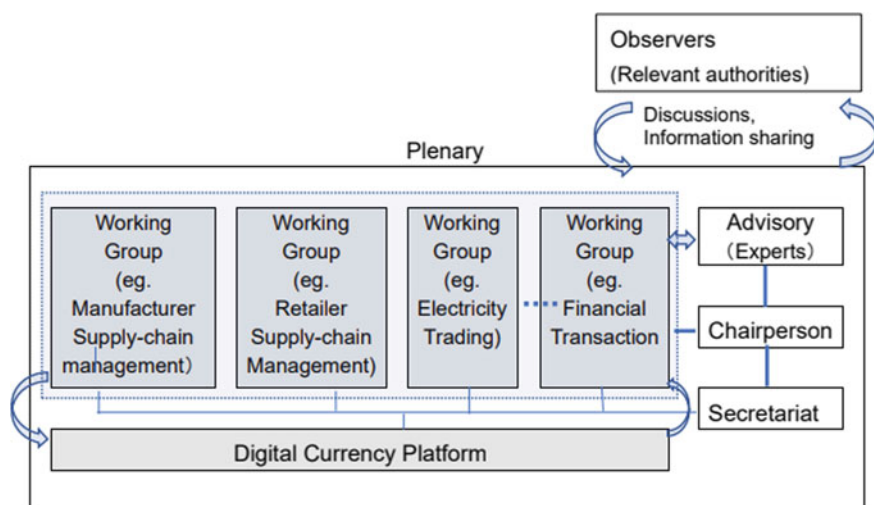 Observers
(Relevant authorities)
Discussions,
Information sharing
Plenary
Working
Group
(eg.
Manufacturer
Supply-chain
management）
Working
Group
(eg.
Retailer
Supply-chain
Management)
Working
Group
(eg.
Electricity
Trading)
Working
Group
(eg.
Financial
Transaction
Advisory
（Experts）
Chairperson
Secretariat
Digital Currency Platform